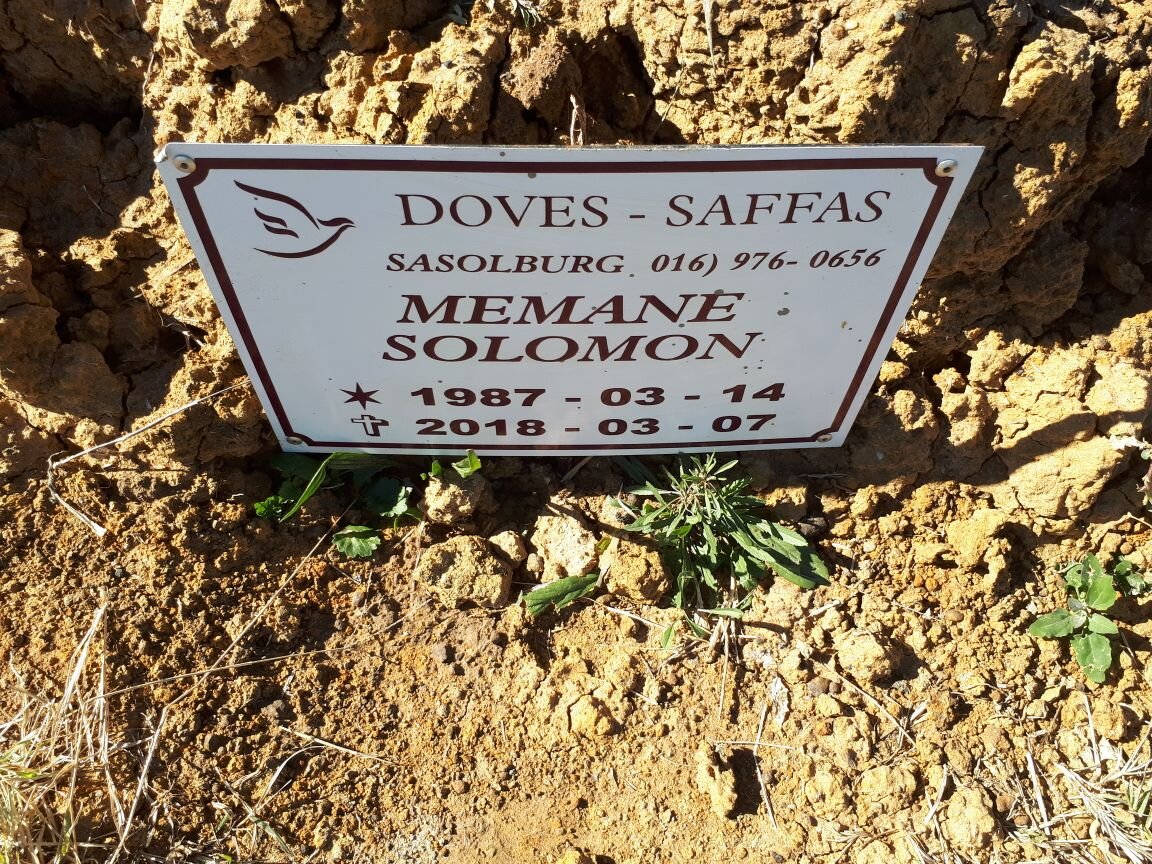 DOVES - SAFFAS
SASOLBURG 016) 976- 0656
MEMANE
SOLOMON
1987 - 03 - 14
2018 - 03 - 07